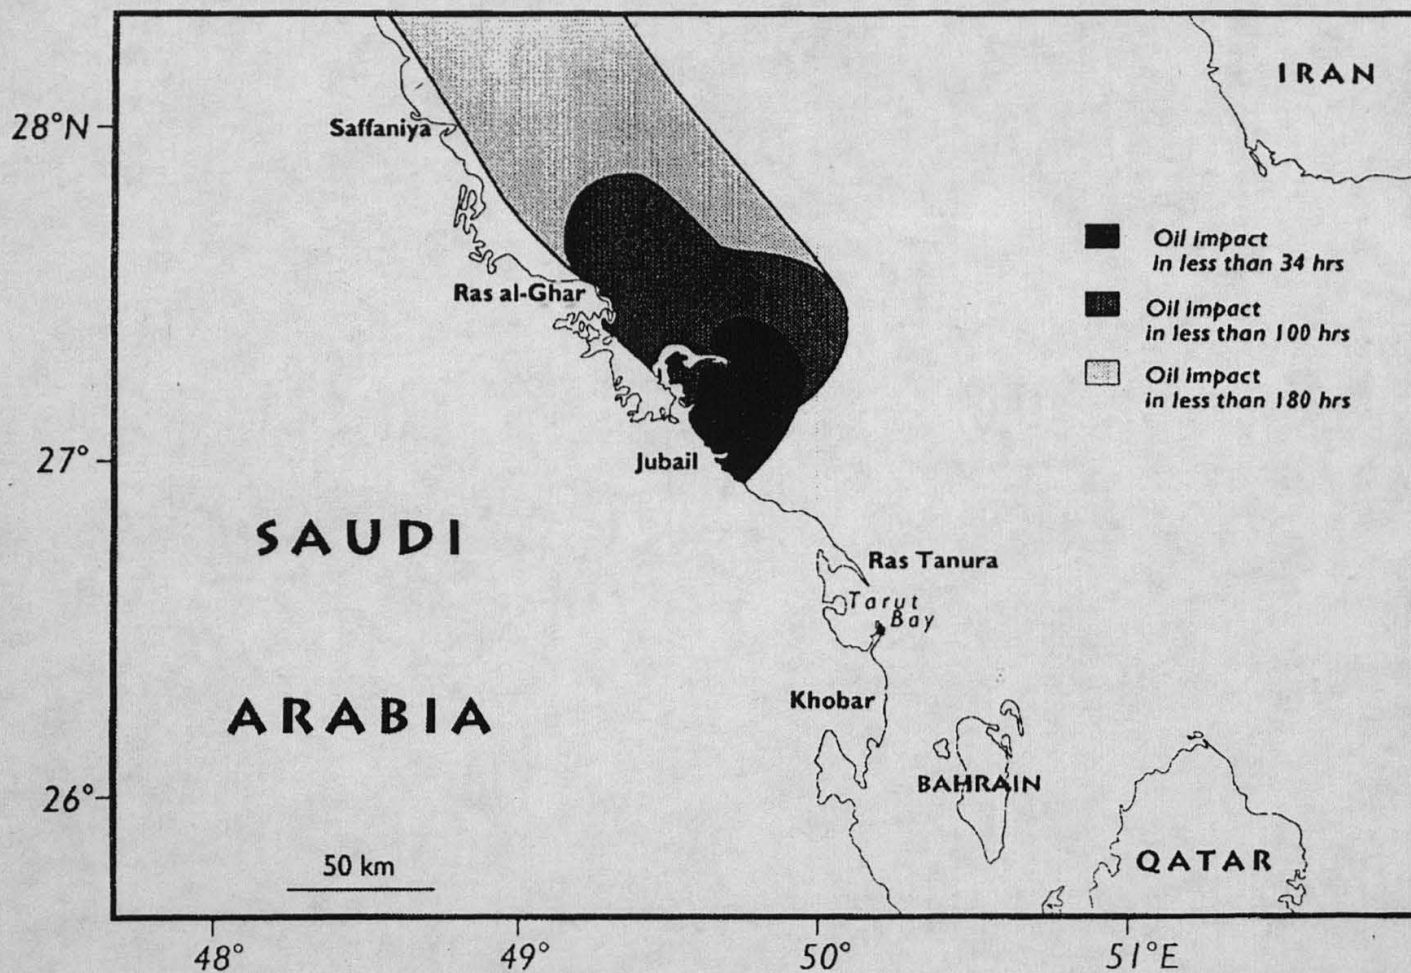 IRAN
28°N
Saffaniya
Oil impact
in less than 34 hrs
Ras al-Ghar
Oil impact
in less than 100 hrs
Oil impact
in less than 180 hrs
27°
Jubail
SAUDI
Ras Tanura
Tarut
Bay
Khobar
ARABIA
BAHRAIN
26°
QATAR
50 km
48°
49°
50°
51°E